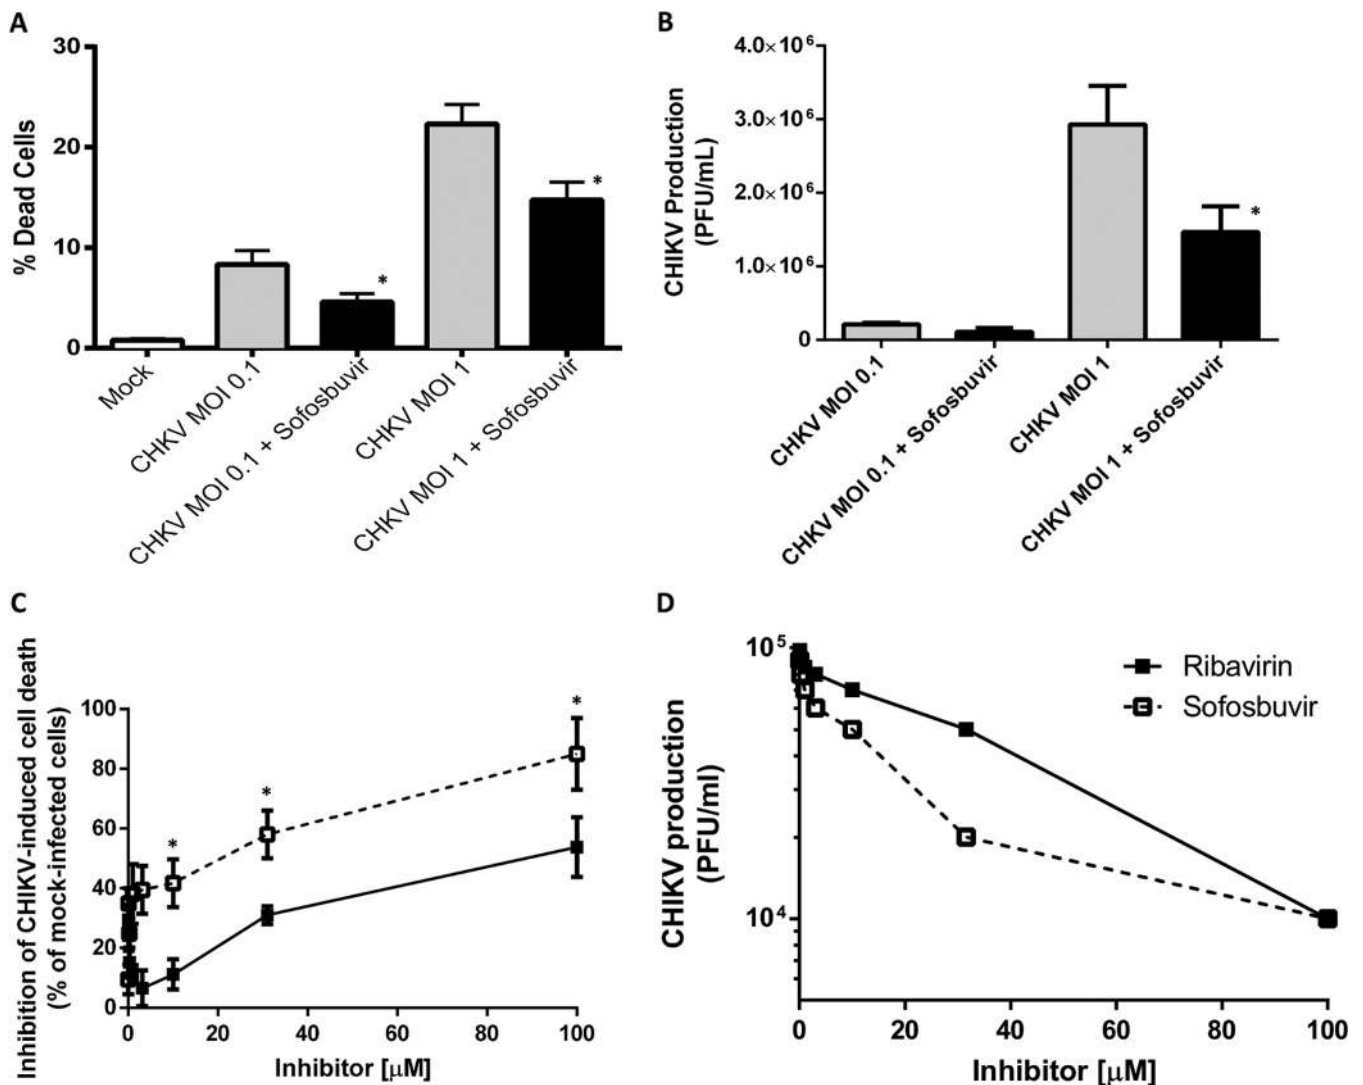 A
% Dead Cells
30
20
10
0
Mock
CHKV MOI 0.1
CHKV MOI 0.1 + Sofosbuvir
CHKV MOI 1
CHKV MOI 1 + Sofosbuvir
*
*
B
CHIKV Production
(PFU/mL)
4.0×10⁶
3.0×10⁶
2.0×10⁶
1.0×10⁶
0
CHKV MOI 0.1
CHKV MOI 0.1 + Sofosbuvir
CHKV MOI 1
CHKV MOI 1 + Sofosbuvir
*
C
Inhibition of CHIKV-induced cell death
(% of mock-infected cells)
100
80
60
40
20
0
*
*
*
0 20 40 60 80 100
Inhibitor [μM]
D
CHIKV production
(PFU/ml)
10⁵
10⁴
Ribavirin
Sofosbuvir
0 20 40 60 80 100
Inhibitor [μM]